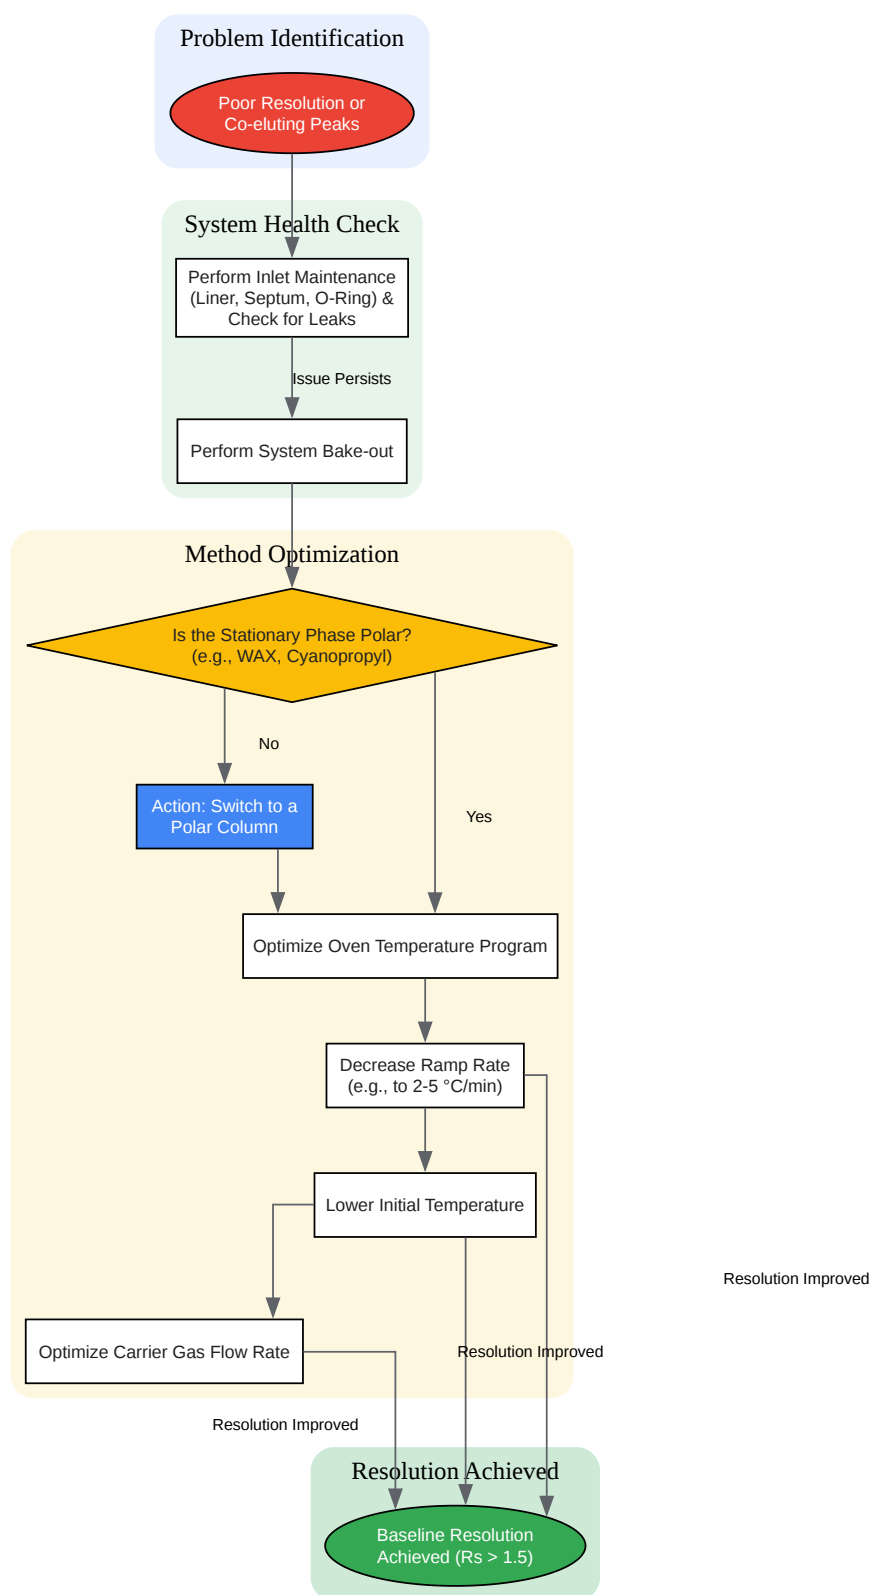 Problem Identification
Poor Resolution or
Co-eluting Peaks
System Health Check
Perform Inlet Maintenance
(Liner, Septum, O-Ring) &
Check for Leaks
Issue Persists
Perform System Bake-out
Method Optimization
Is the Stationary Phase Polar?
(e.g., WAX, Cyanopropyl)
No
Action: Switch to a
Polar Column
Yes
Optimize Oven Temperature Program
Decrease Ramp Rate
(e.g., to 2-5 °C/min)
Lower Initial Temperature
Resolution Improved
Optimize Carrier Gas Flow Rate
Resolution Improved
Resolution Improved
Resolution Achieved
Baseline Resolution
Achieved (Rs > 1.5)